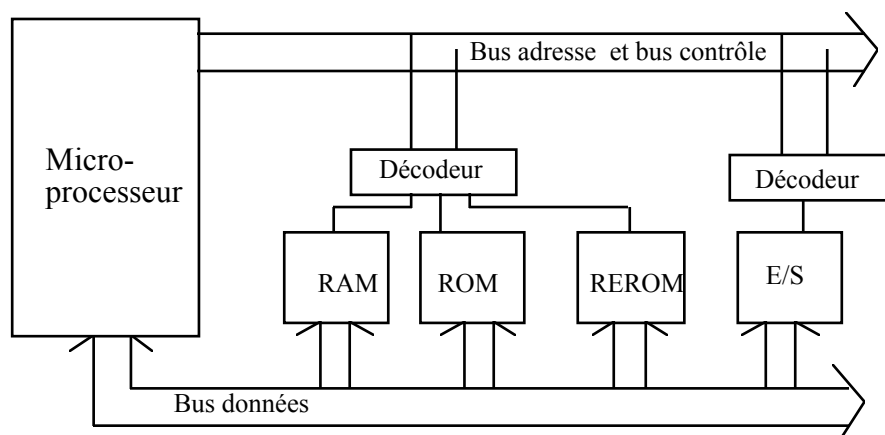 Bus adresse et bus contrôle
Micro-
processeur
Décodeur
Décodeur
RAM
ROM
REROM
E/S
Bus données